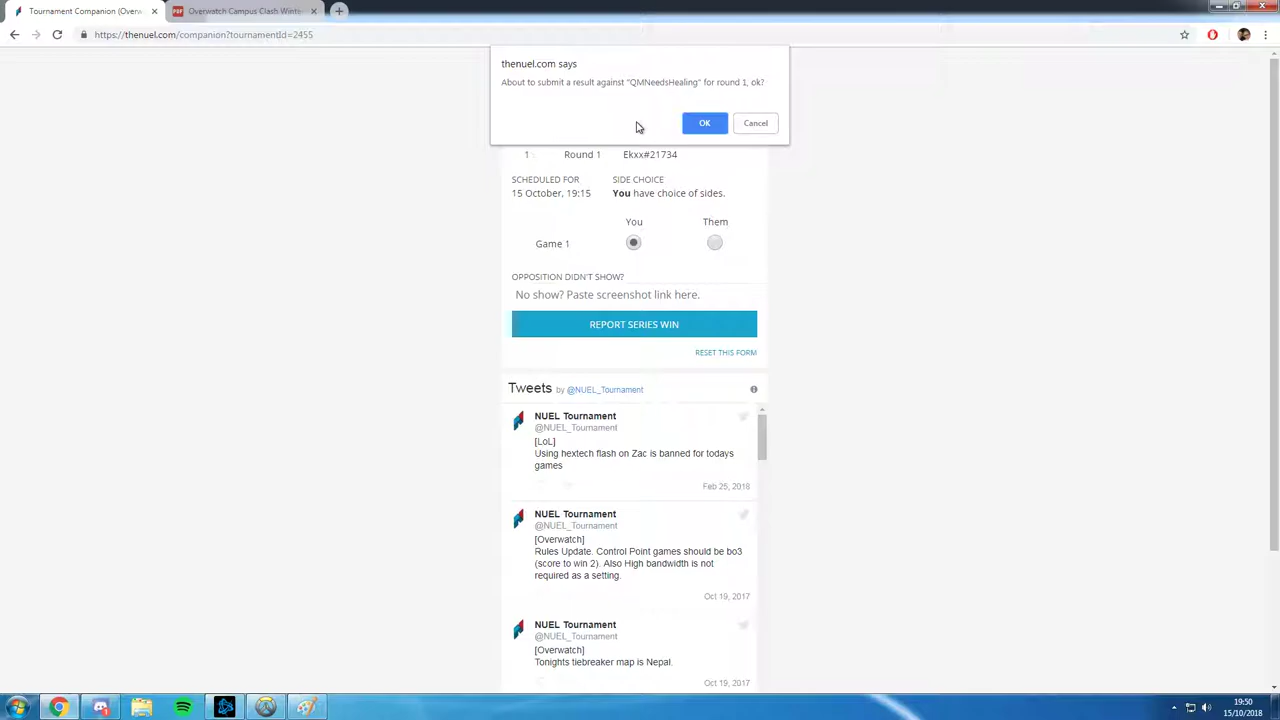 Tournament Companion (Overw
Overwatch Campus Clash Winte
https://thenuel.com/companion?tournamentId=2455
thenuel.com says
About to submit a result against "QMNeedsHealing" for round 1, ok?
OK
Cancel
1
Round 1
Ekxx#21734
SCHEDULED FOR
SIDE CHOICE
15 October, 19:15
You have choice of sides.
You
Them
Game 1
OPPOSITION DIDN'T SHOW?
No show? Paste screenshot link here.
REPORT SERIES WIN
RESET THIS FORM
Tweets by @NUEL_Tournament
NUEL Tournament
@NUEL_Tournament
[LoL]
Using hextech flash on Zac is banned for todays
games
Feb 25, 2018
NUEL Tournament
@NUEL_Tournament
[Overwatch]
Rules Update. Control Point games should be bo3
(score to win 2). Also High bandwidth is not
required as a setting.
Oct 19, 2017
NUEL Tournament
@NUEL_Tournament
[Overwatch]
Tonights tiebreaker map is Nepal.
Oct 19, 2017
19:50
15/10/2018